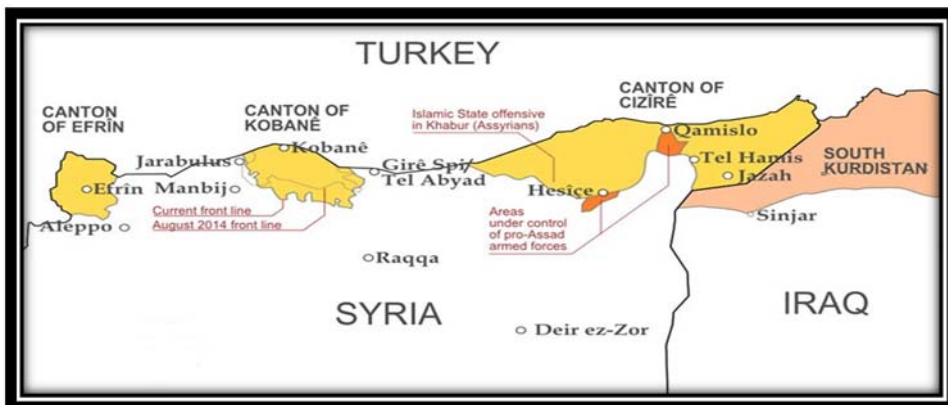 TURKEY
CANTON
OF EFRÎN
CANTON OF
KOBANÊ
CANTON OF
CIZÎRÊ
Islamic State offensive
in Khabur (Assyrians)
Qamislo
Kobanê
Jarabulus
Girê Spi/
Tel Abyad
Tel Hamis
SOUTH
KURDISTAN
Jazah
Efrîn
Manbij
Hesîçe
Current front line
August 2014 front line
Areas
under control
of pro-Assad
armed forces
Sinjar
Aleppo
Raqqa
SYRIA
IRAQ
Deir ez-Zor